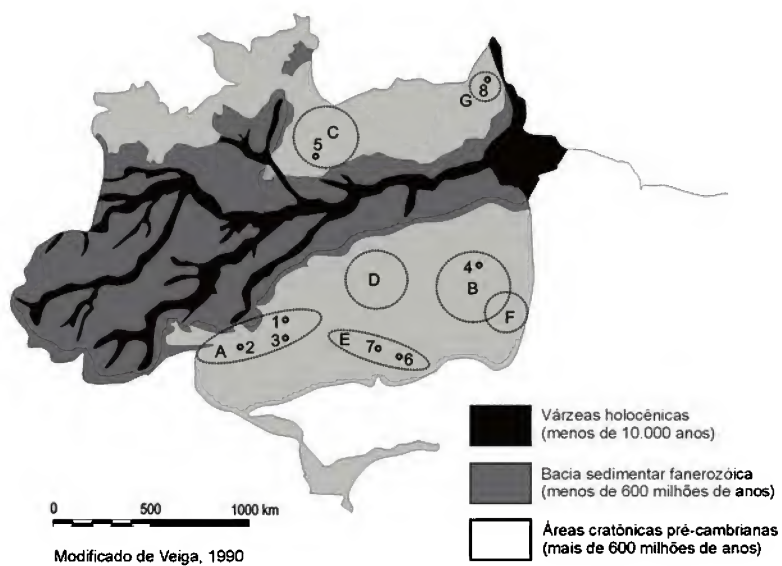 8
G
C
5
D
4
B
F
1
A
2
3
E
7
6
Várzeas holocênicas
(menos de 10.000 anos)
Bacia sedimentar fanerozóica
(menos de 600 milhões de anos)
Áreas cratônicas pré-cambrianas
(mais de 600 milhões de anos)
0 500 1000 km
Modificado de Veiga, 1990